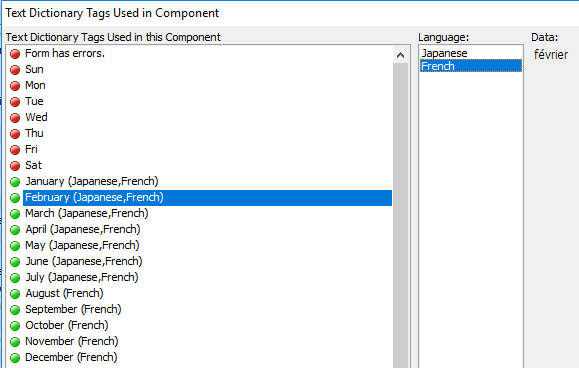 Text Dictionary Tags Used in Component
Text Dictionary Tags Used in this Component
Form has errors.
Sun
Mon
Tue
Wed
Thu
Fri
Sat
January (Japanese,French)
February (Japanese,French)
March (Japanese,French)
April (Japanese,French)
May (Japanese,French)
June (Japanese,French)
July (Japanese,French)
August (French)
September (French)
October (French)
November (French)
December (French)
Language:
Japanese
French
Data:
février